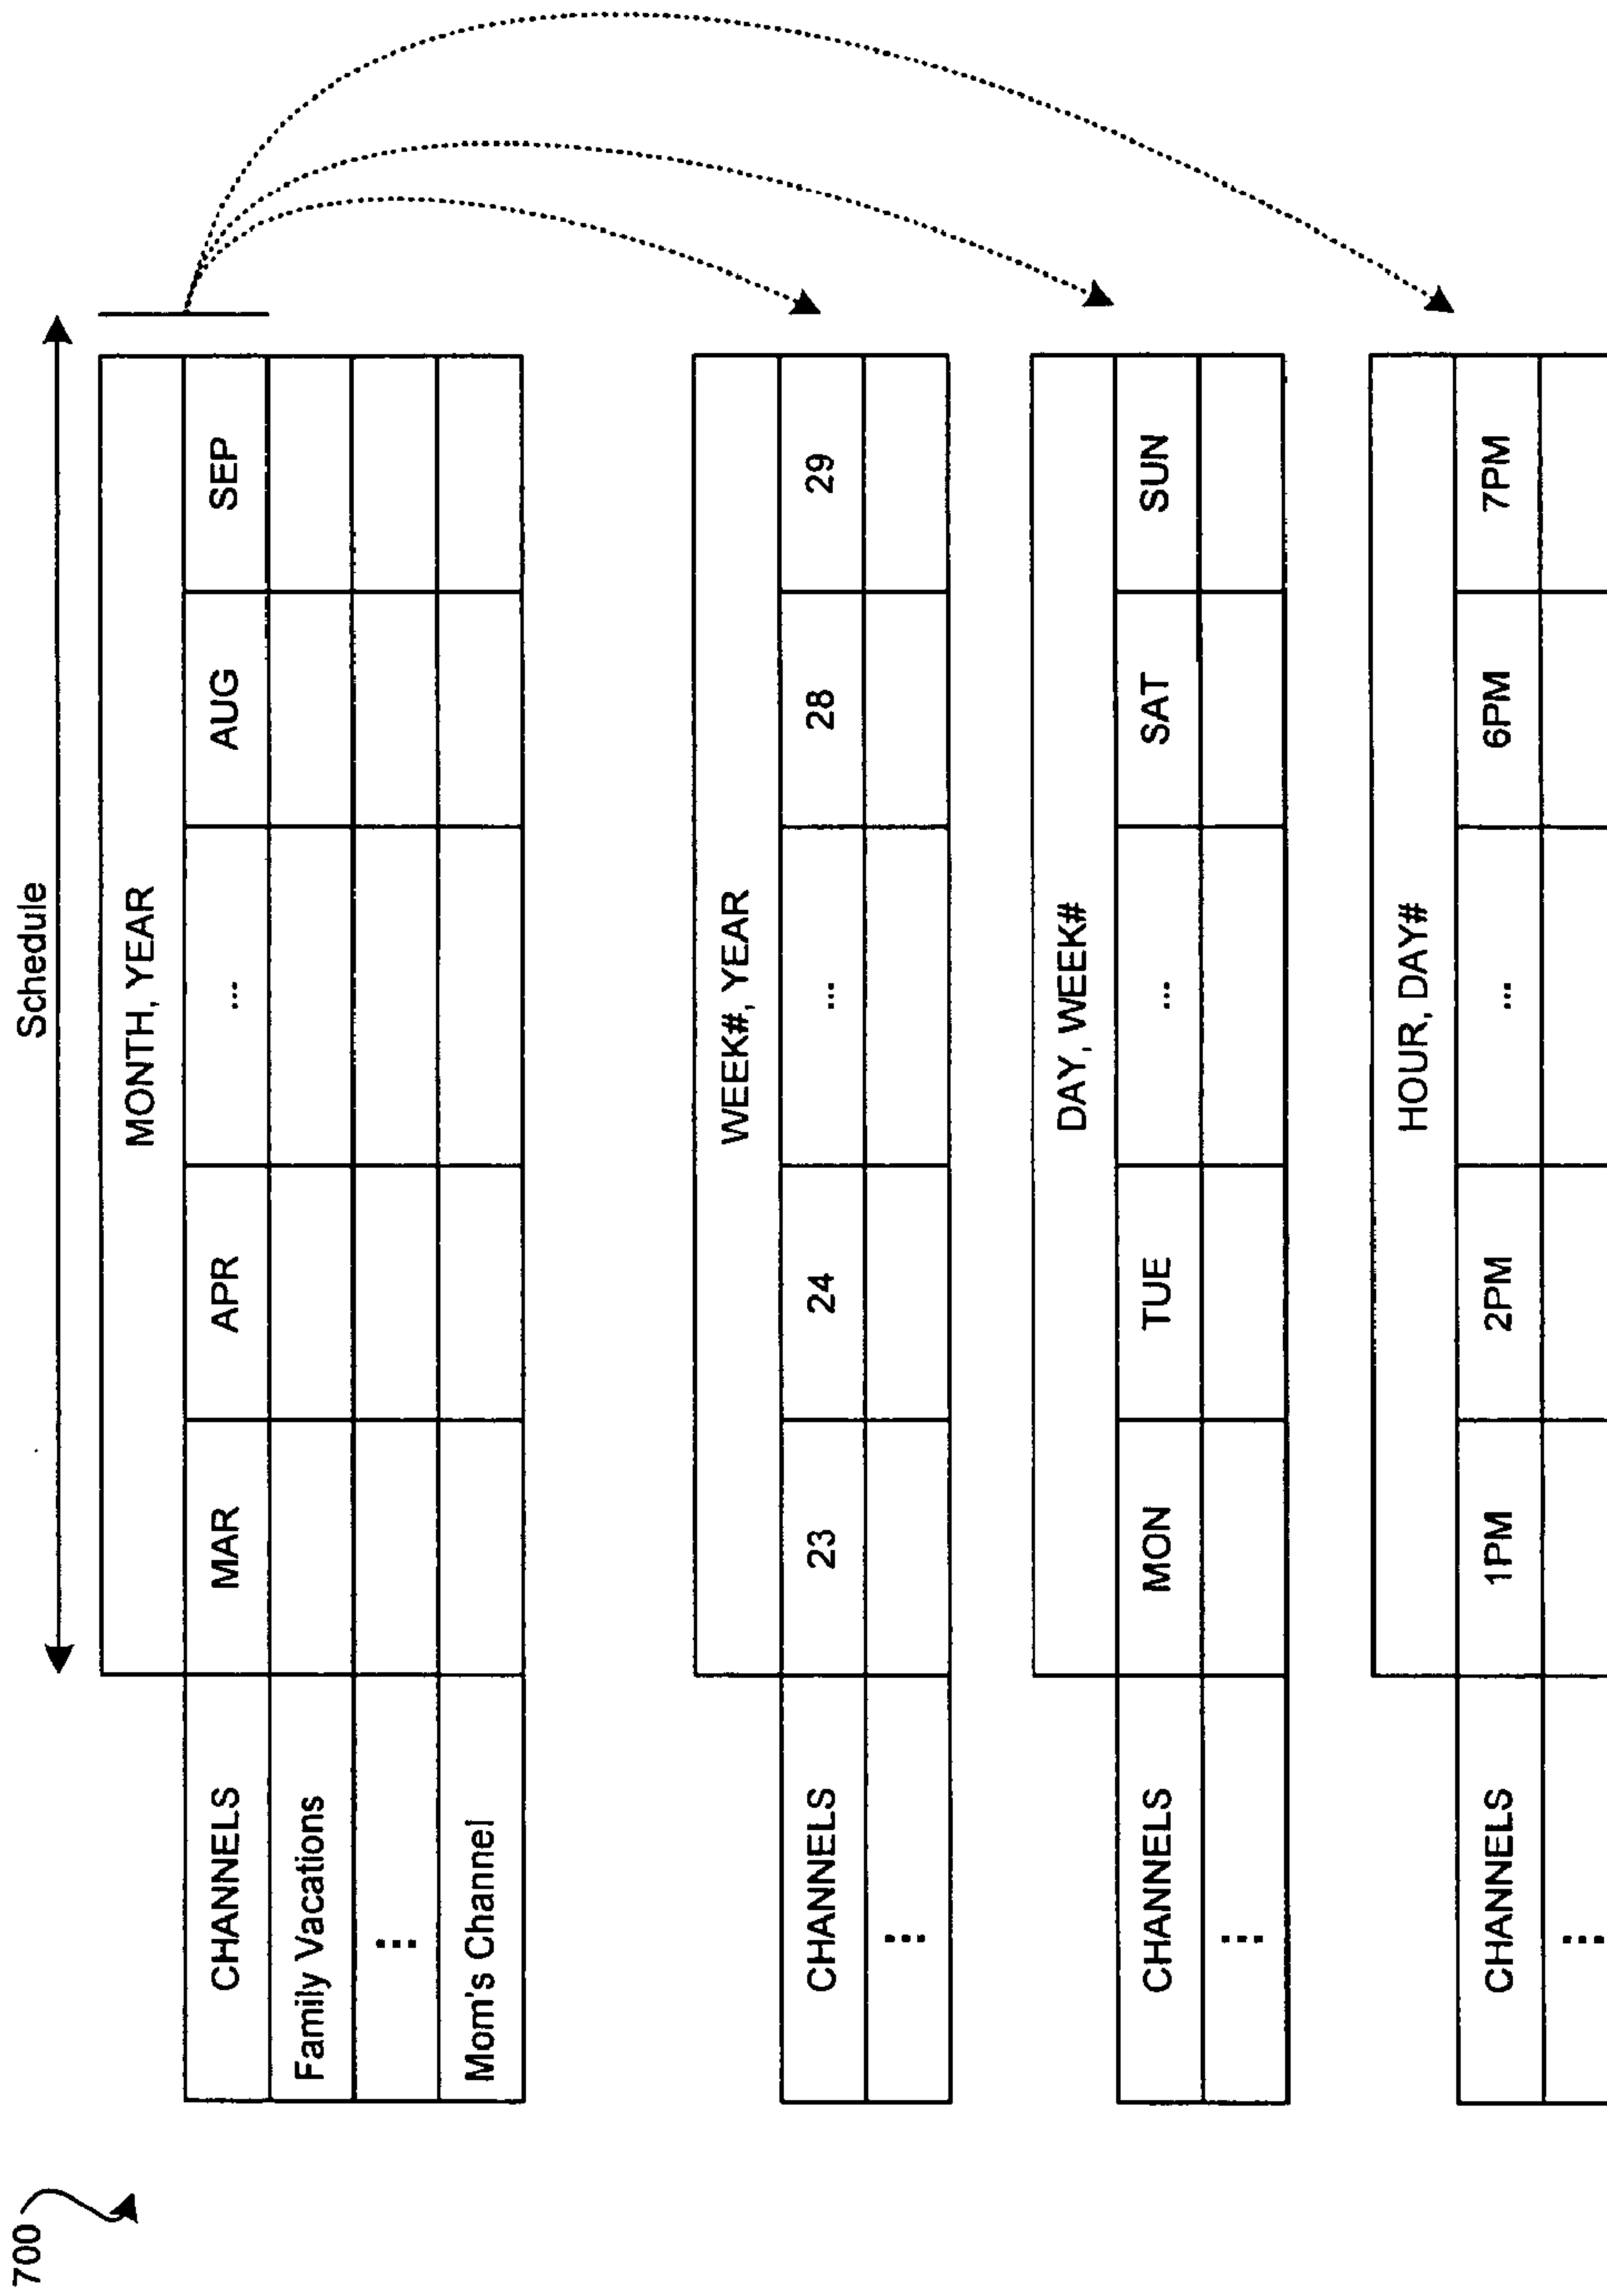 700
Schedule
MONTH, YEAR
CHANNELS MAR APR ... AUG SEP
Family Vacations
...
Mom's Channel
WEEK#, YEAR
CHANNELS 23 24 ... 28 29
...
DAY, WEEK#
CHANNELS MON TUE ... SAT SUN
...
HOUR, DAY#
CHANNELS 1PM 2PM ... 6PM 7PM
...